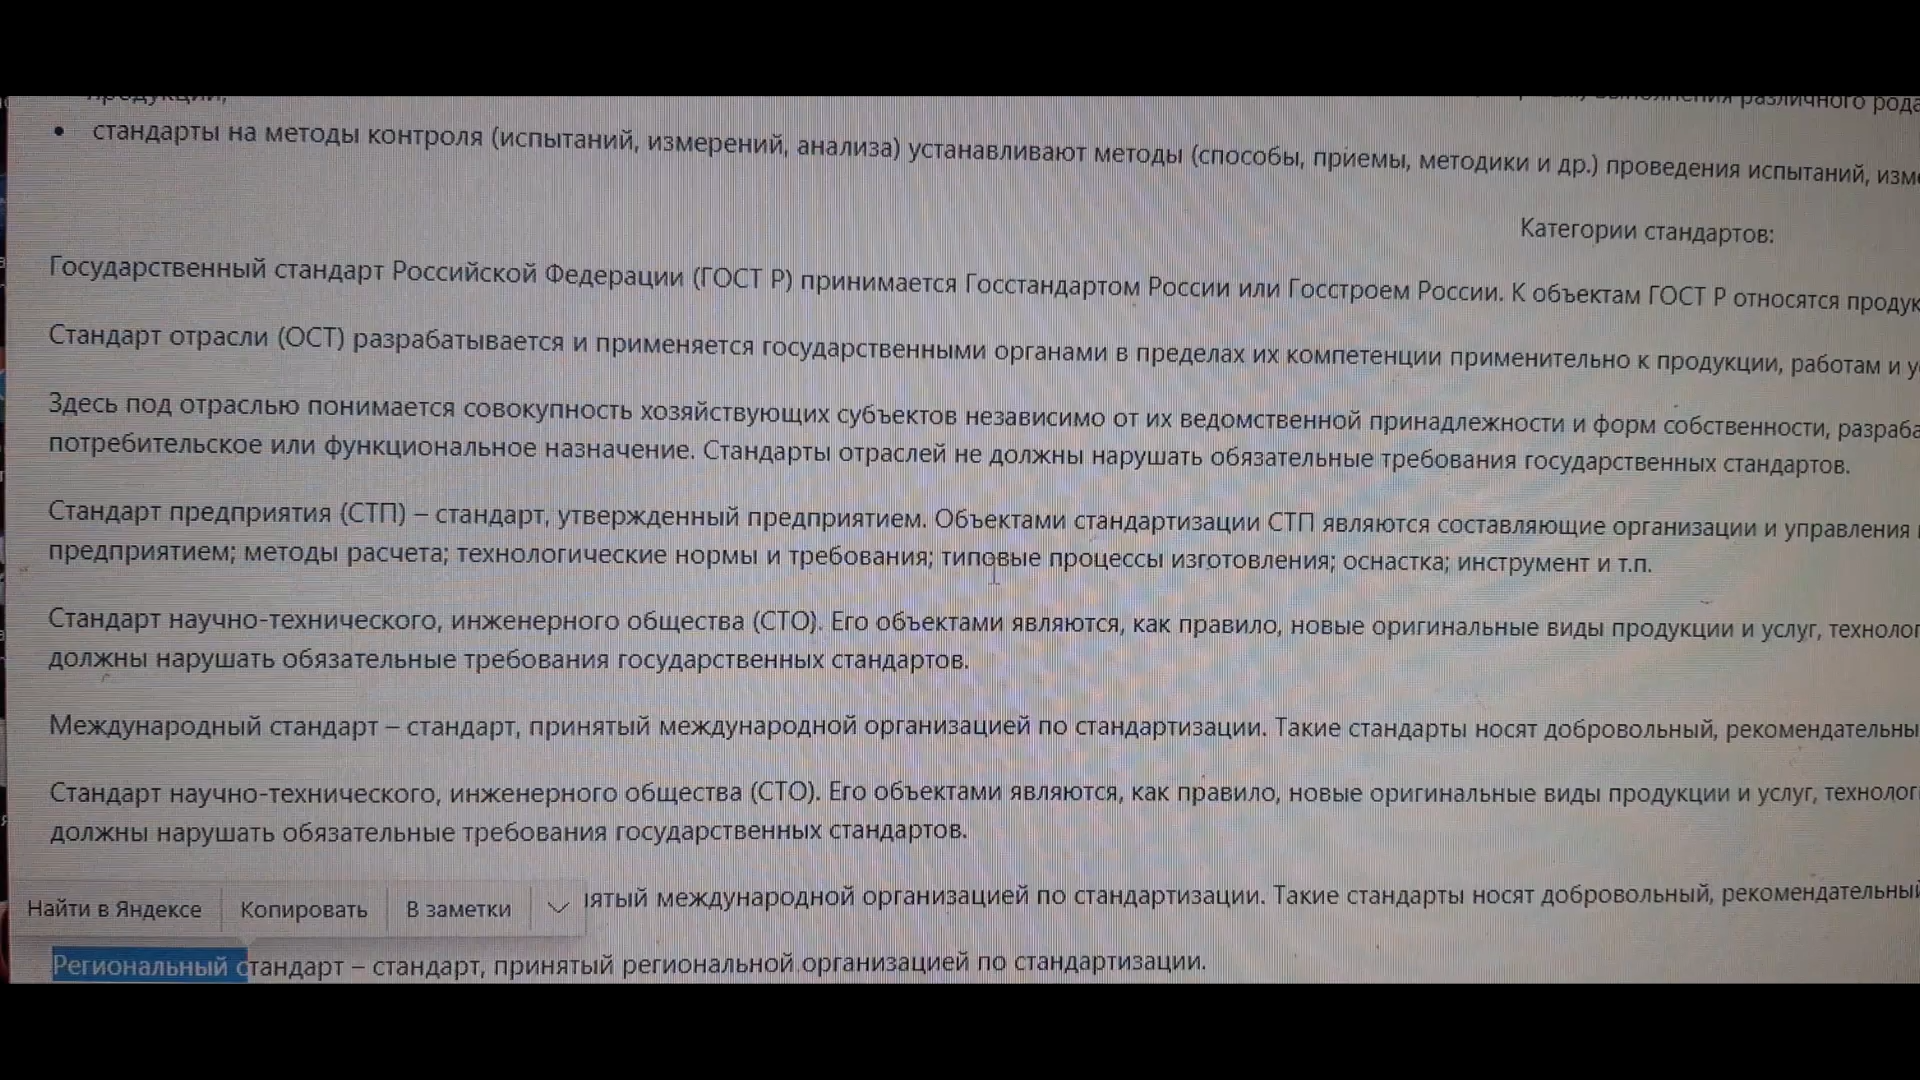 продукции;
выполнения различного рода
• стандарты на методы контроля (испытаний, измерений, анализа) устанавливают методы (способы, приемы, методики и др.) проведения испытаний,
Категории стандартов:
Государственный стандарт Российской Федерации (ГОСТ Р) принимается Госстандартом России или Госстроем России. К объектам ГОСТ Р относятся
Стандарт отрасли (ОСТ) разрабатывается и применяется государственными органами в пределах их компетенции применительно к продукции, работам и
Здесь под отраслью понимается совокупность хозяйствующих субъектов независимо от их ведомственной принадлежности и форм собственности,
потребительское или функциональное назначение. Стандарты отраслей не должны нарушать обязательные требования государственных стандартов.
Стандарт предприятия (СТП) – стандарт, утвержденный предприятием. Объектами стандартизации СТП являются составляющие организации и управления
предприятием; методы расчета; технологические нормы и требования; типовые процессы изготовления; оснастка; инструмент и т.п.
Стандарт научно-технического, инженерного общества (СТО). Его объектами являются, как правило, новые оригинальные виды продукции и услуг,
должны нарушать обязательные требования государственных стандартов.
Международный стандарт – стандарт, принятый международной организацией по стандартизации. Такие стандарты носят добровольный,
Стандарт научно-технического, инженерного общества (СТО). Его объектами являются, как правило, новые оригинальные виды продукции и услуг,
должны нарушать обязательные требования государственных стандартов.
международной организацией по стандартизации. Такие стандарты носят добровольный, рекомендательный
Найти в Яндексе Копировать В заметки
Региональный стандарт – стандарт, принятый региональной организацией по стандартизации.